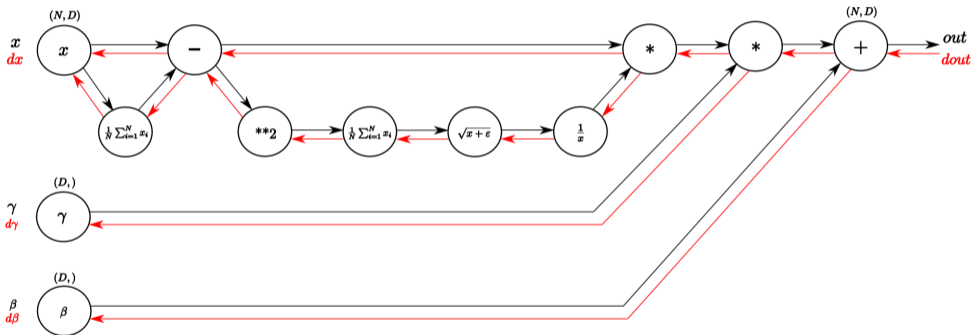 (N, D)
(N, D)
x
dx
x
−
*
*
+
out
dout
1/N ∑_{i=1}^{N} x_i
**2
1/N ∑_{i=1}^{N} x_i
√(x + ε)
1/x
(D, )
γ
dγ
γ
(D, )
β
dβ
β